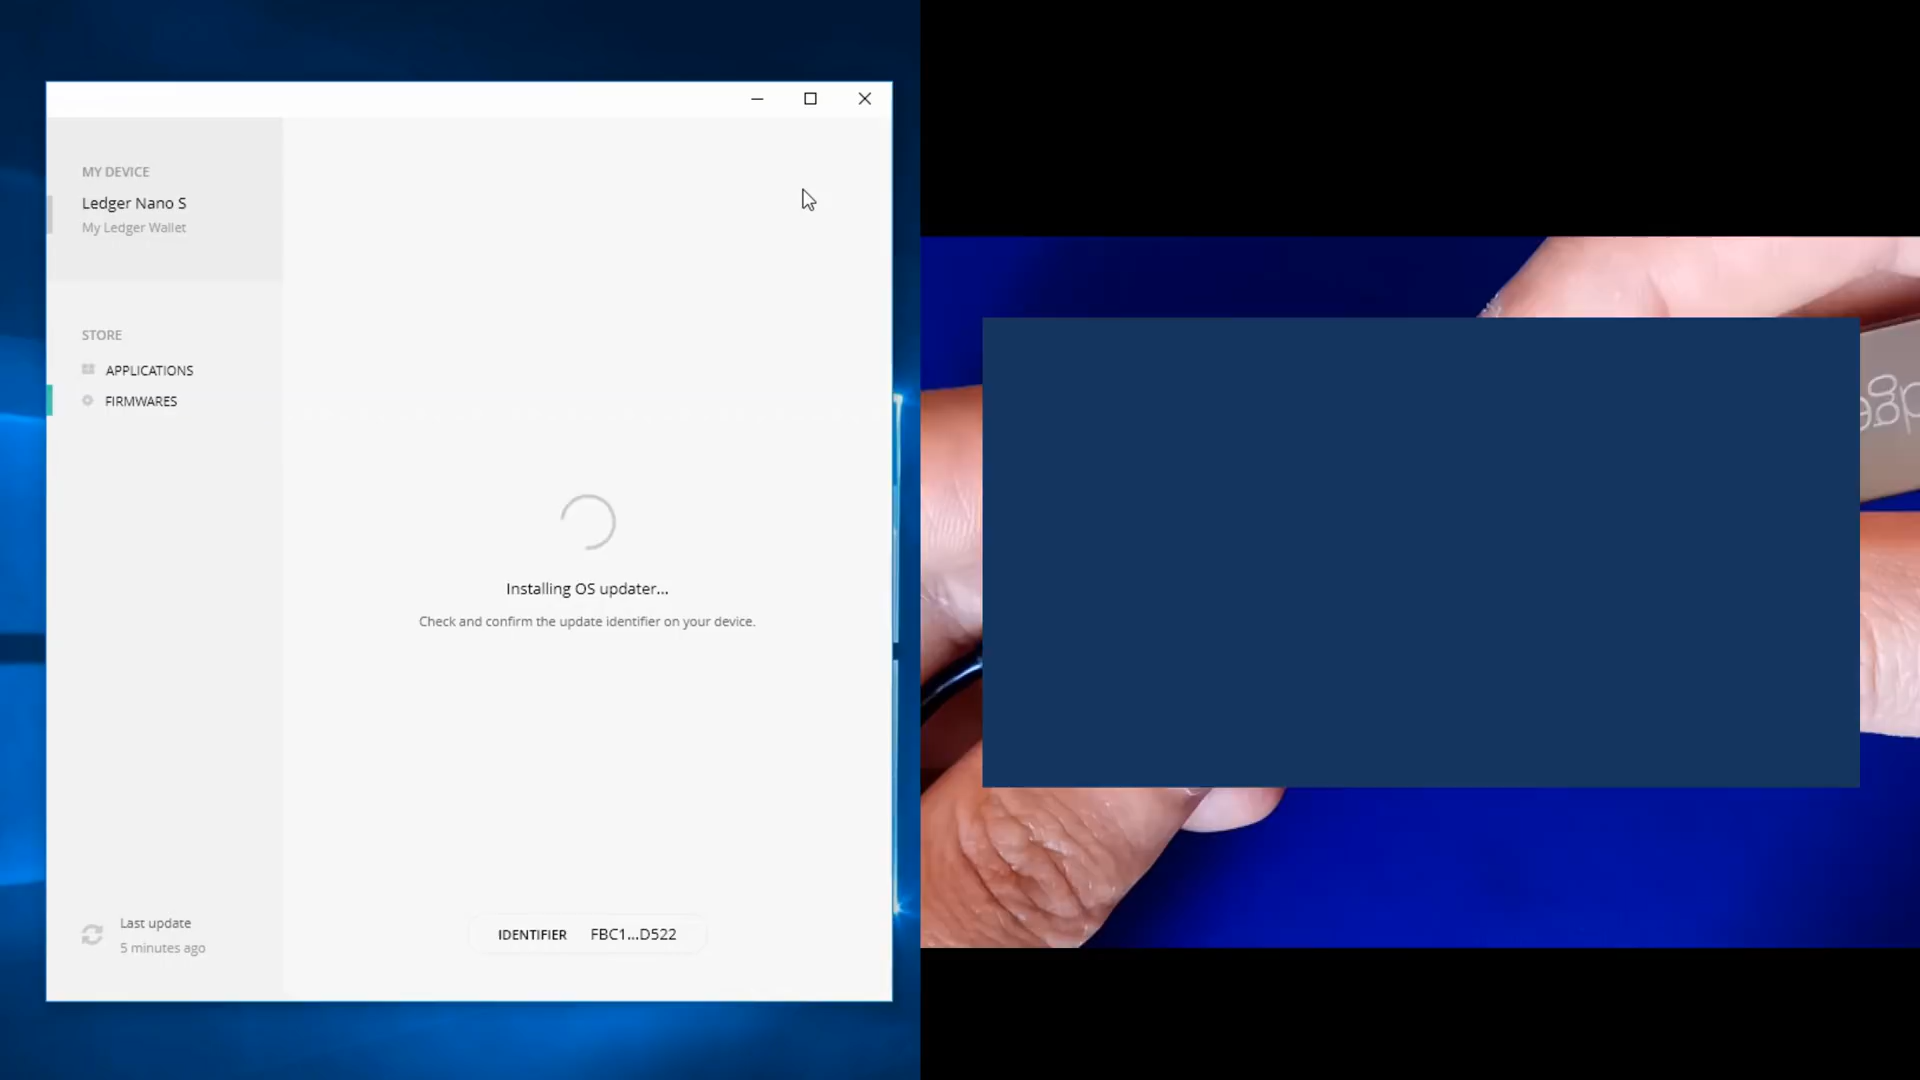 MY DEVICE
Ledger Nano S
My Ledger Wallet
STORE
APPLICATIONS
FIRMWARES
Installing OS updater...
Check and confirm the update identifier on your device.
Last update
5 minutes ago
IDENTIFIER FBC1...D522